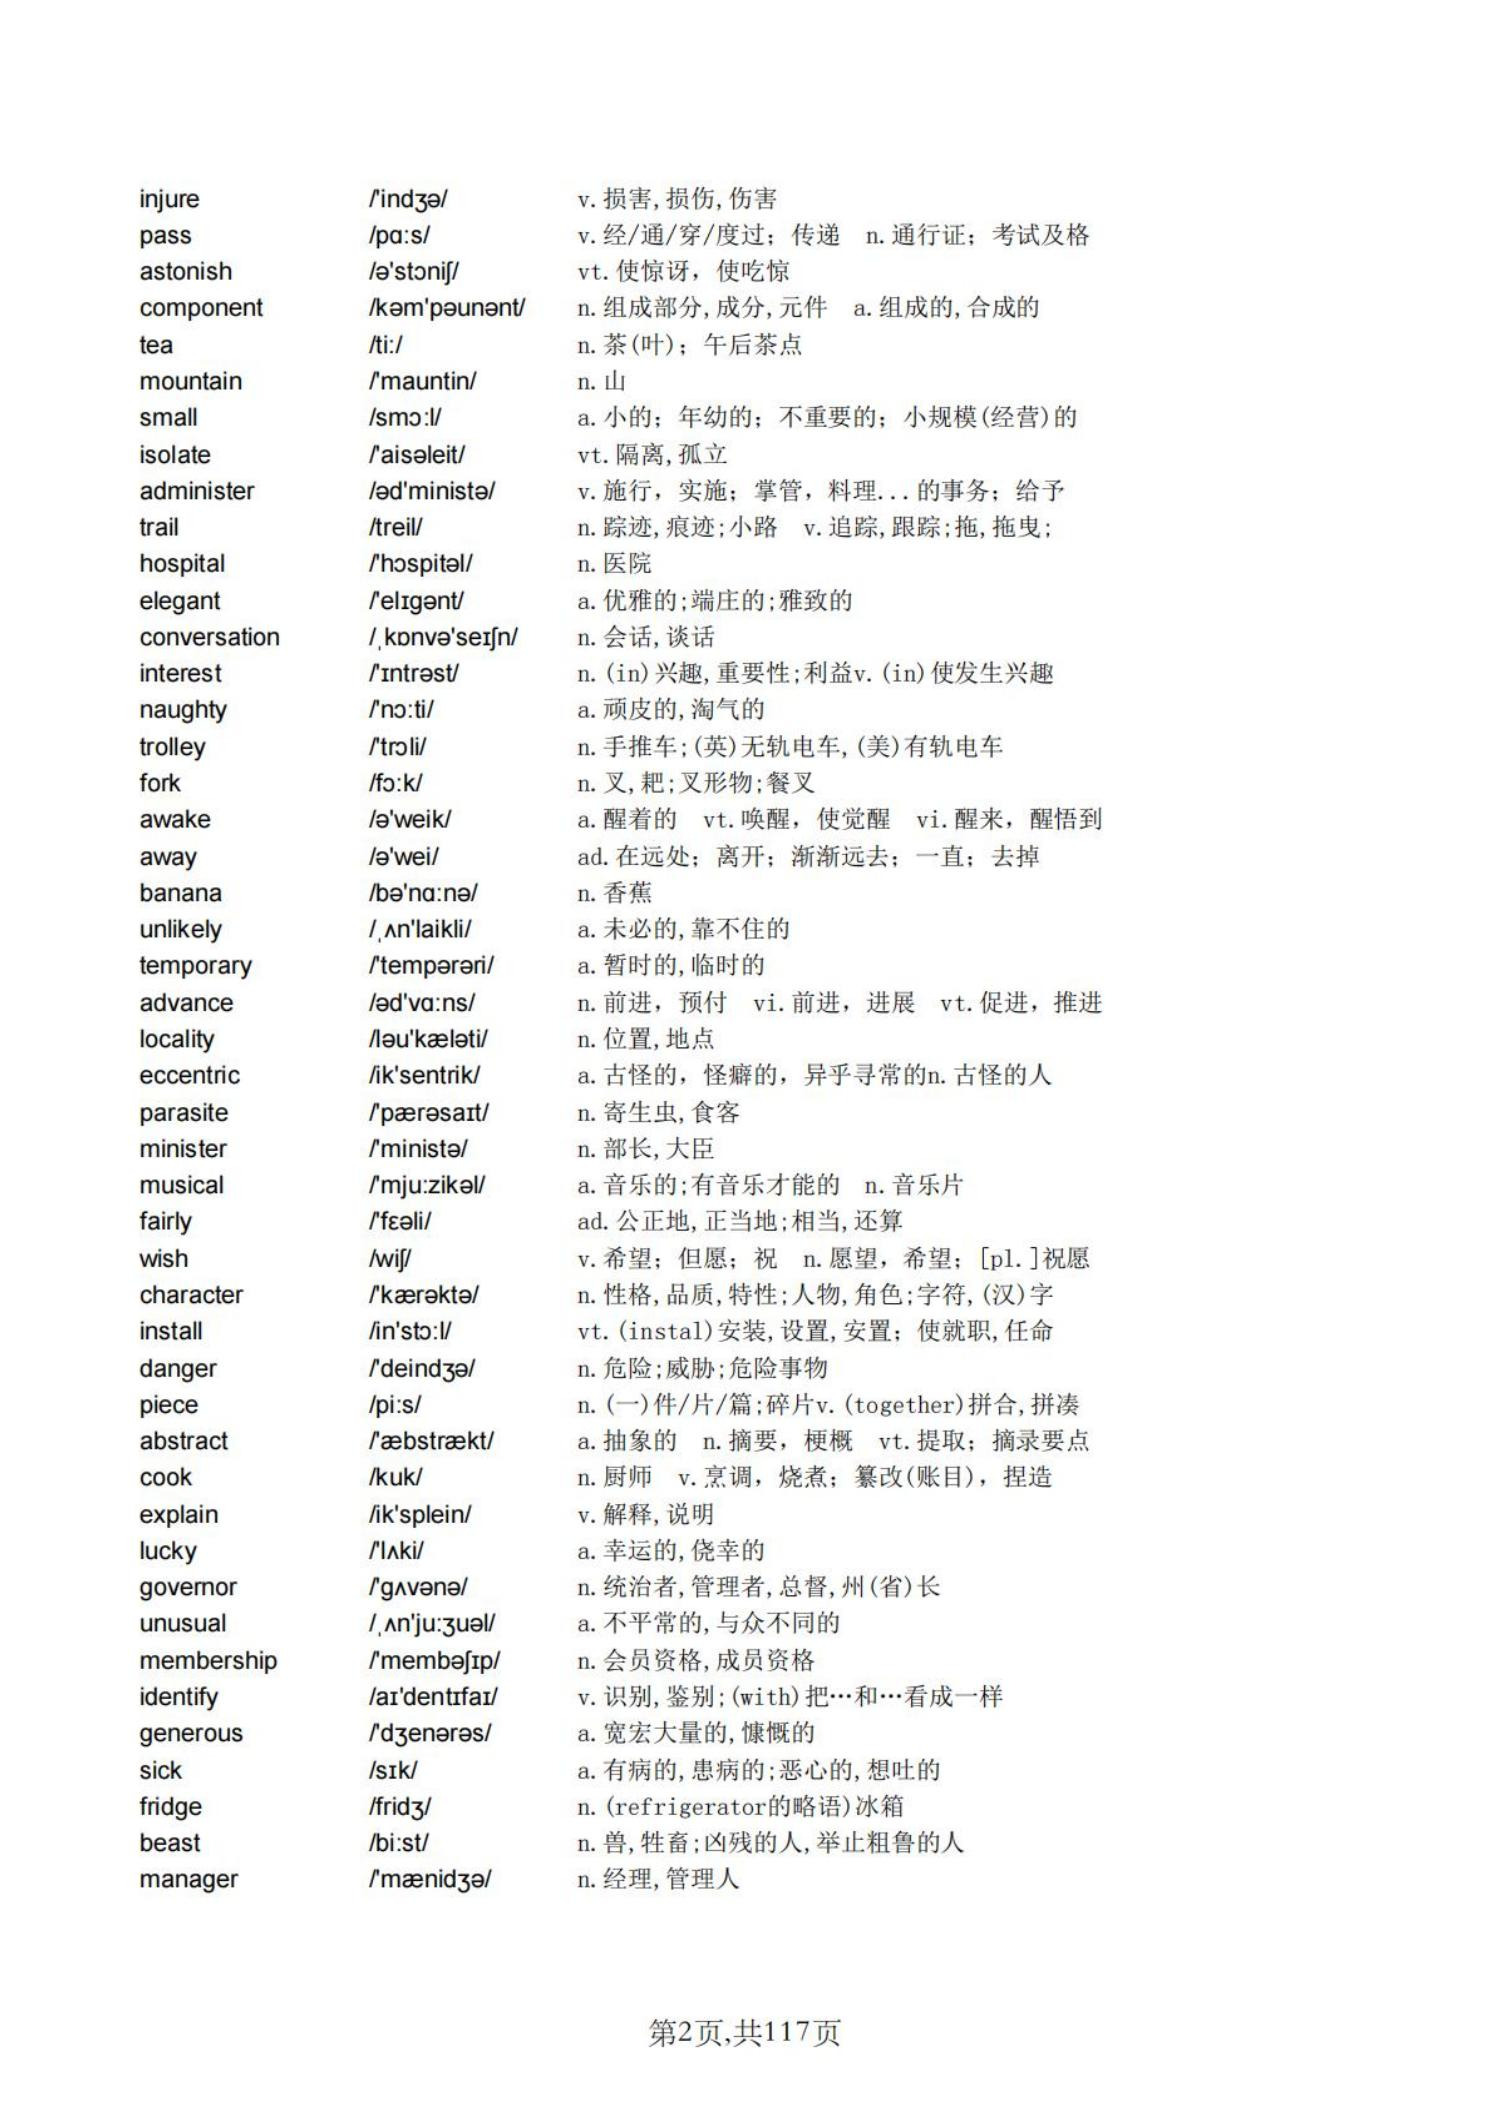 injure /'indʒə/ v.损害,损伤,伤害
pass /pɑ:s/ v.经/通/穿/度过；传递 n.通行证；考试及格
astonish /ə'stɔniʃ/ vt.使惊讶，使吃惊
component /kəm'pəunənt/ n.组成部分,成分,元件 a.组成的,合成的
tea /ti:/ n.茶(叶)；午后茶点
mountain /'mauntin/ n.山
small /smɔ:l/ a.小的；年幼的；不重要的；小规模(经营)的
isolate /'aisəleit/ vt.隔离,孤立
administer /əd'ministə/ v.施行，实施；掌管，料理...的事务；给予
trail /treil/ n.踪迹,痕迹;小路 v.追踪,跟踪;拖,拖曳;
hospital /'hɔspitəl/ n.医院
elegant /'elɪgənt/ a.优雅的;端庄的;雅致的
conversation /ˌkɒnvə'seɪʃn/ n.会话,谈话
interest /'ɪntrəst/ n.(in)兴趣,重要性;利益v.(in)使发生兴趣
naughty /'nɔ:ti/ a.顽皮的,淘气的
trolley /'trɔli/ n.手推车;(英)无轨电车,(美)有轨电车
fork /fɔ:k/ n.叉,耙;叉形物;餐叉
awake /ə'weik/ a.醒着的 vt.唤醒，使觉醒 vi.醒来，醒悟到
away /ə'wei/ ad.在远处；离开；渐渐远去；一直；去掉
banana /bə'nɑ:nə/ n.香蕉
unlikely /ˌʌn'laikli/ a.未必的,靠不住的
temporary /'tempərəri/ a.暂时的,临时的
advance /əd'vɑ:ns/ n.前进，预付 vi.前进，进展 vt.促进，推进
locality /ləu'kæləti/ n.位置,地点
eccentric /ik'sentrik/ a.古怪的，怪癖的，异乎寻常的n.古怪的人
parasite /'pærəsaɪt/ n.寄生虫,食客
minister /'ministə/ n.部长,大臣
musical /'mju:zikəl/ a.音乐的;有音乐才能的 n.音乐片
fairly /'fɛəli/ ad.公正地,正当地;相当,还算
wish /wiʃ/ v.希望；但愿；祝 n.愿望，希望；[pl.]祝愿
character /'kærəktə/ n.性格,品质,特性;人物,角色;字符,(汉)字
install /in'stɔ:l/ vt.(instal)安装,设置,安置；使就职,任命
danger /'deindʒə/ n.危险;威胁;危险事物
piece /pi:s/ n.(一)件/片/篇;碎片v.(together)拼合,拼凑
abstract /'æbstrækt/ a.抽象的 n.摘要，梗概 vt.提取；摘录要点
cook /kuk/ n.厨师 v.烹调，烧煮；纂改(账目)，捏造
explain /ik'splein/ v.解释,说明
lucky /'lʌki/ a.幸运的,侥幸的
governor /'gʌvənə/ n.统治者,管理者,总督,州(省)长
unusual /ˌʌn'ju:ʒuəl/ a.不平常的,与众不同的
membership /'membəʃɪp/ n.会员资格,成员资格
identify /aɪ'dentɪfaɪ/ v.识别,鉴别;(with)把…和…看成一样
generous /'dʒenərəs/ a.宽宏大量的,慷慨的
sick /sɪk/ a.有病的,患病的;恶心的,想吐的
fridge /fridʒ/ n.(refrigerator的略语)冰箱
beast /bi:st/ n.兽,牲畜;凶残的人,举止粗鲁的人
manager /'mænidʒə/ n.经理,管理人
第2页,共117页